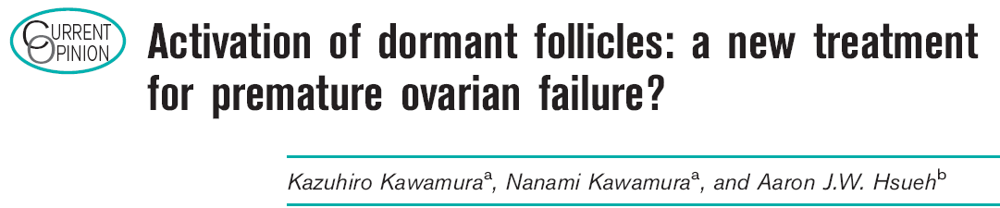 CURRENT
OPINION
Activation of dormant follicles: a new treatment
for premature ovarian failure?
Kazuhiro Kawamuraᵃ, Nanami Kawamuraᵃ, and Aaron J.W. Hsuehᵇ